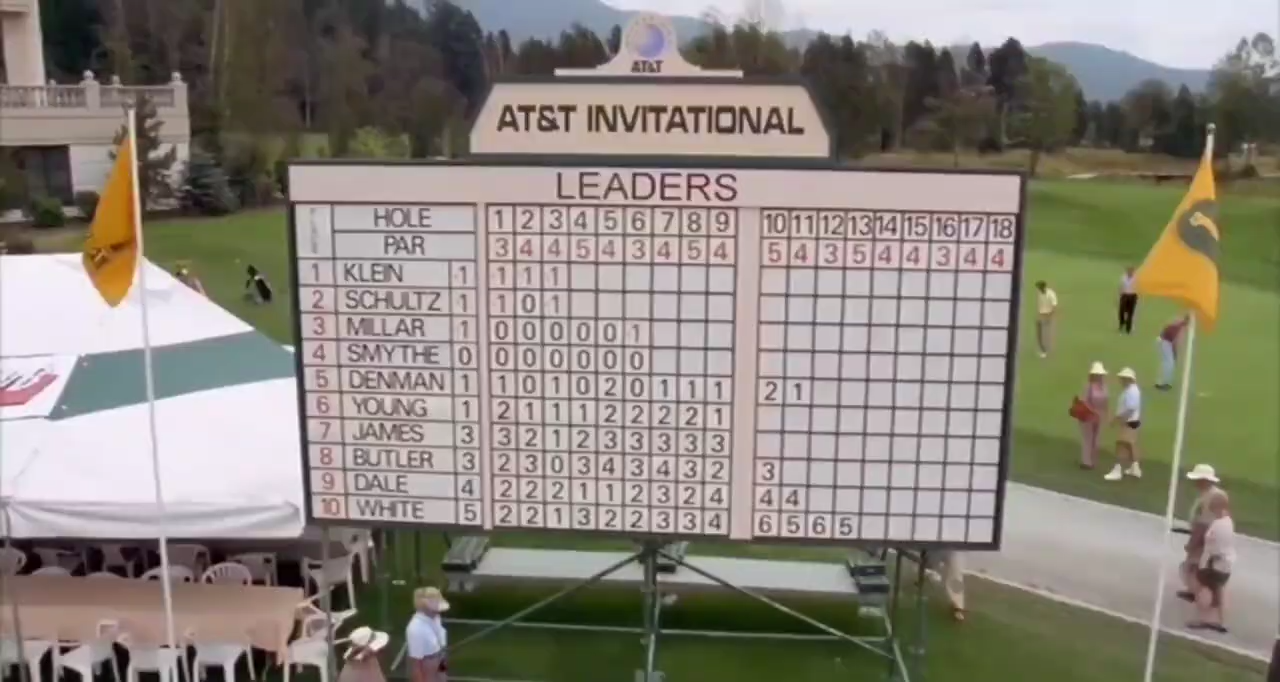 AT&T
AT&T INVITATIONAL
LEADERS
HOLE 1 2 3 4 5 6 7 8 9 10 11 12 13 14 15 16 17 18
PAR 3 4 4 5 4 3 4 5 4 5 4 3 5 4 4 3 4 4
1 KLEIN 1 1 1 1
2 SCHULTZ 1 1 0 1
3 MILLAR 1 0 0 0 0 0 1
4 SMYTHE 0 0 0 0 0 0 0
5 DENMAN 1 1 0 1 0 2 0 1 1 1 2 1
6 YOUNG 1 2 1 1 1 2 2 2 2 1
7 JAMES 3 3 2 1 2 3 3 3 3 3
8 BUTLER 3 2 3 0 3 4 3 4 3 2 3
9 DALE 4 2 2 2 1 1 2 3 2 4 4 4
10 WHITE 5 2 2 1 3 2 2 3 3 4 6 5 6 5